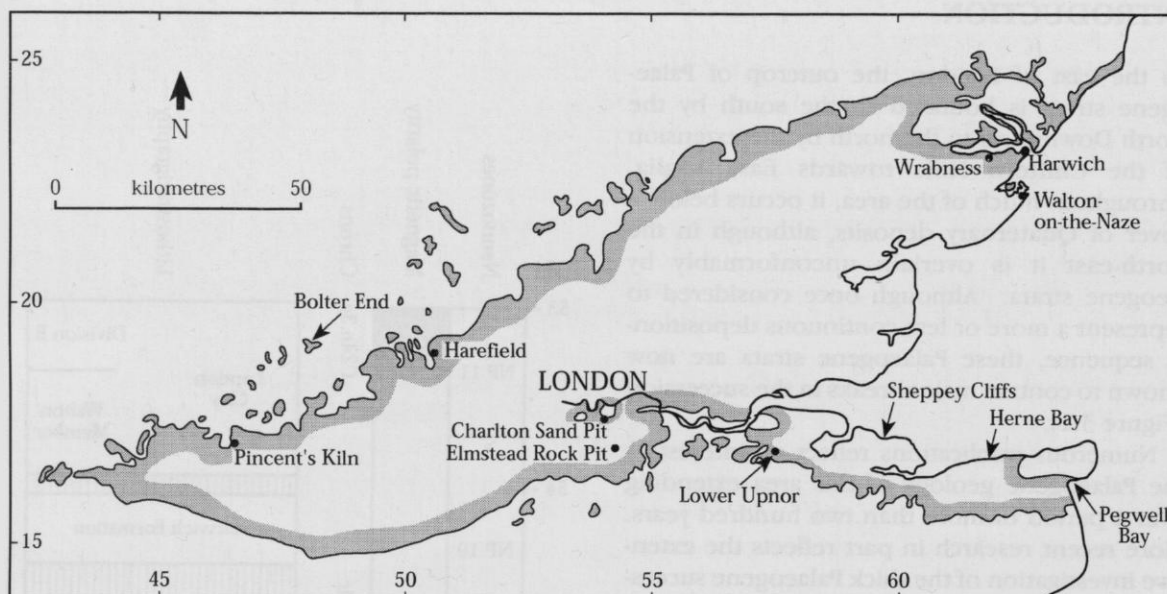 25
N
0
50
kilometres
Wrabness
Harwich
Walton
-on-the-Naze
20
Bolter End
Harefield
LONDON
Sheppey Cliffs
Charlton Sand Pit
Herne Bay
Pincent's Kiln
Elmstead Rock Pit
Lower Upnor
Pegwell
Bay
15
45
50
55
60